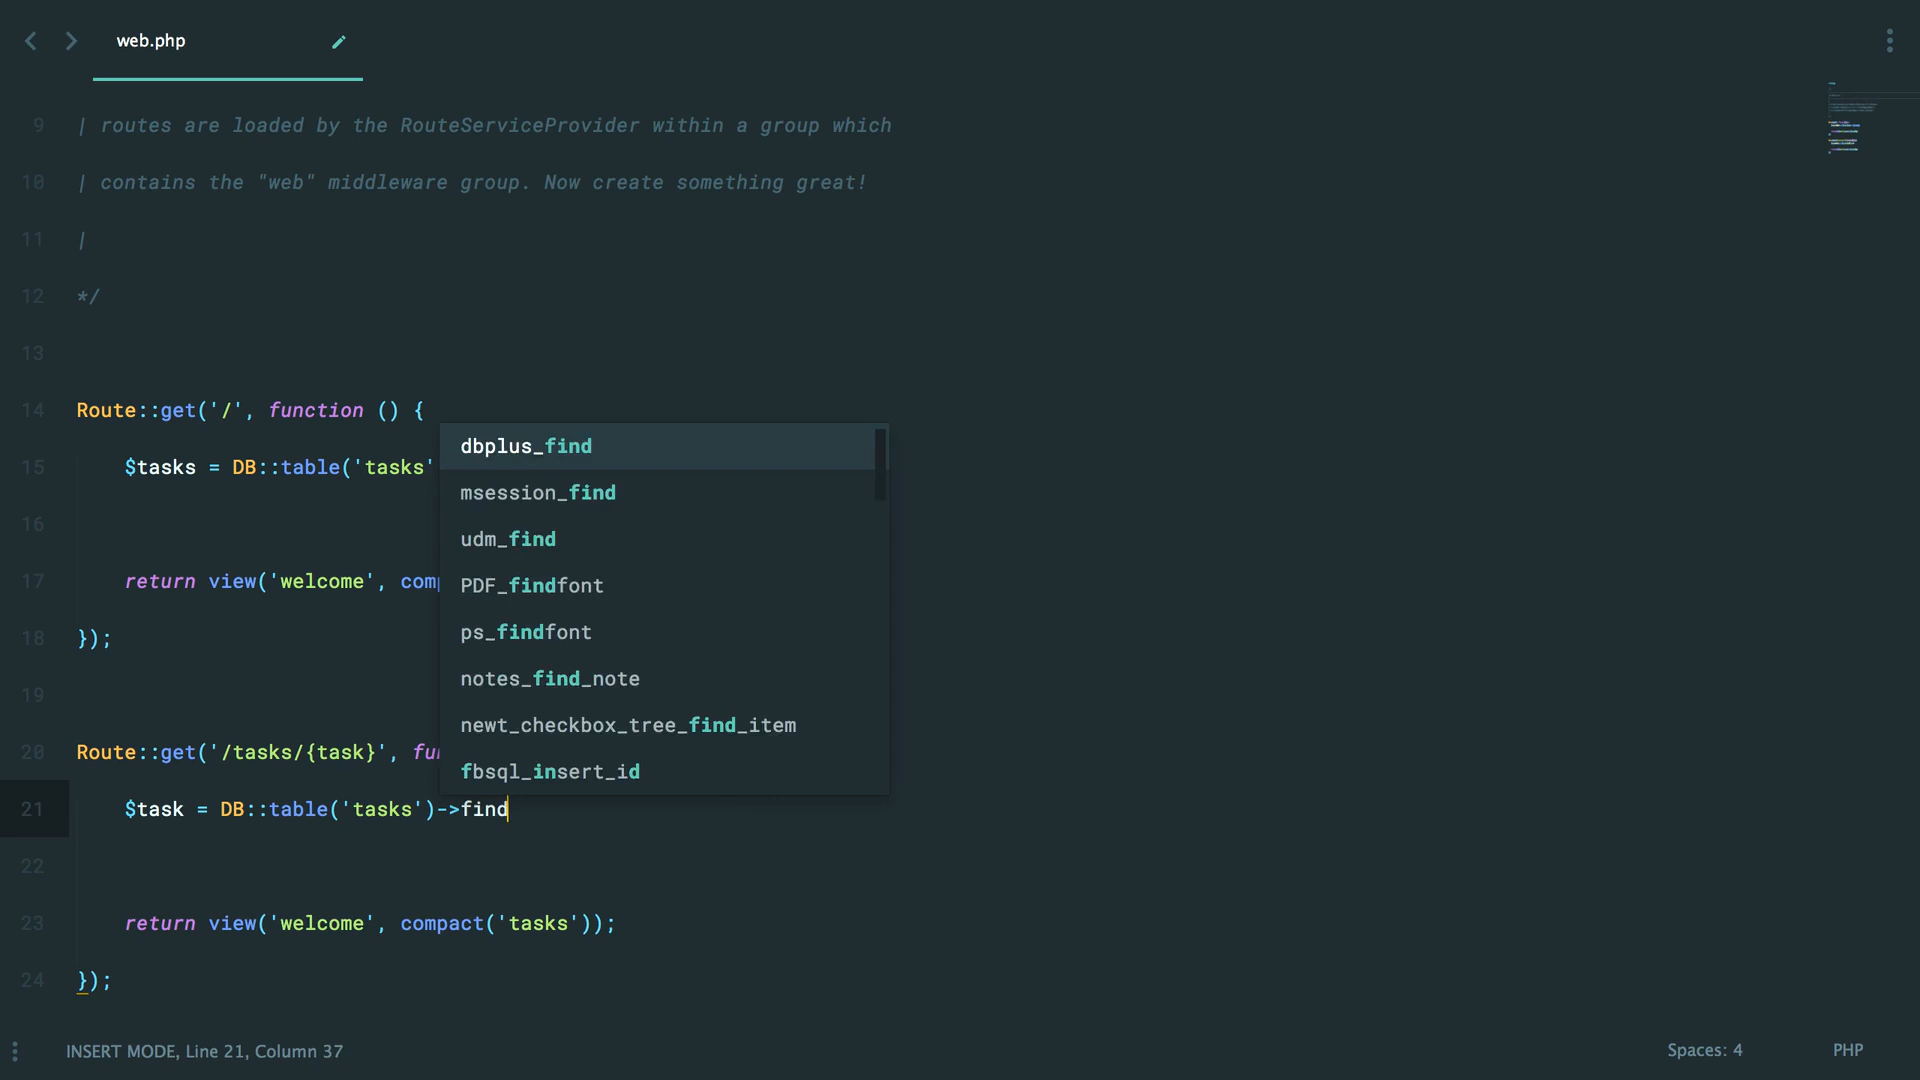 web.php
9 | routes are loaded by the RouteServiceProvider within a group which
10 | contains the "web" middleware group. Now create something great!
11 |
12 */
13
14 Route::get('/', function () {
15 $tasks = DB::table('tasks'
16
17 return view('welcome', com
18 });
19
20 Route::get('/tasks/{task}', fu
21 $task = DB::table('tasks')->find
22
23 return view('welcome', compact('tasks'));
24 });
dbplus_find
msession_find
udm_find
PDF_findfont
ps_findfont
notes_find_note
newt_checkbox_tree_find_item
fbsql_insert_id
INSERT MODE, Line 21, Column 37
Spaces: 4
PHP